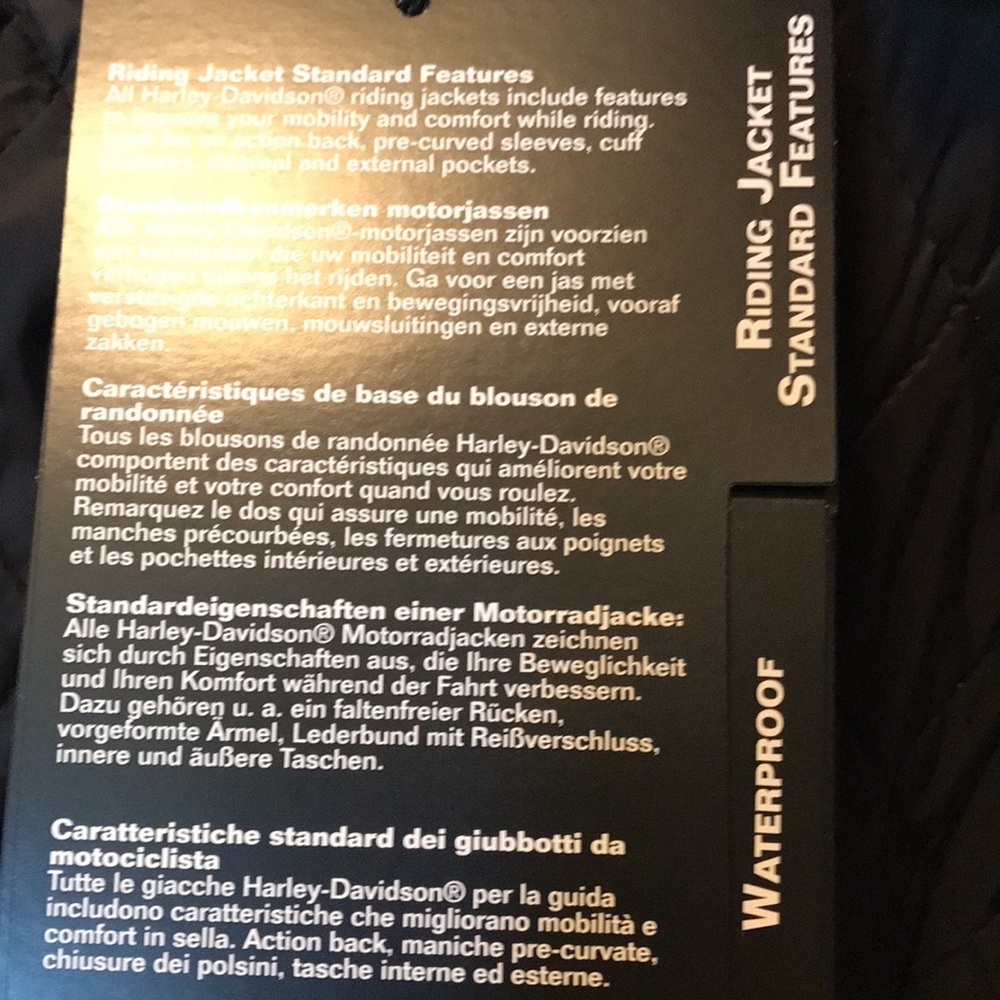 Riding Jacket Standard Features
All Harley-Davidson® riding jackets include features
to improve your mobility and comfort while riding.
action back, pre-curved sleeves, cuff
internal and external pockets.
Standaardkenmerken motorjassen
Alle Harley-Davidson®-motorjassen zijn voorzien
van kenmerken die uw mobiliteit en comfort
verhogen tijdens het rijden. Ga voor een jas met
verstevigde achterkant en bewegingsvrijheid, vooraf
gebogen mouwen, mouwsluitingen en externe
zakken.
Caractéristiques de base du blouson de
randonnée
Tous les blousons de randonnée Harley-Davidson®
comportent des caractéristiques qui améliorent votre
mobilité et votre confort quand vous roulez.
Remarquez le dos qui assure une mobilité, les
manches précourbées, les fermetures aux poignets
et les pochettes intérieures et extérieures.
Standardeigenschaften einer Motorradjacke:
Alle Harley-Davidson® Motorradjacken zeichnen
sich durch Eigenschaften aus, die Ihre Beweglichkeit
und Ihren Komfort während der Fahrt verbessern.
Dazu gehören u. a. ein faltenfreier Rücken,
vorgeformte Ärmel, Lederbund mit Reißverschluss,
innere und äußere Taschen.
Caratteristiche standard dei giubbotti da
motociclista
Tutte le giacche Harley-Davidson® per la guida
includono caratteristiche che migliorano mobilità e
comfort in sella. Action back, maniche pre-curvate,
chiusure dei polsini, tasche interne ed esterne.
RIDING JACKET
STANDARD FEATURES
WATERPROOF